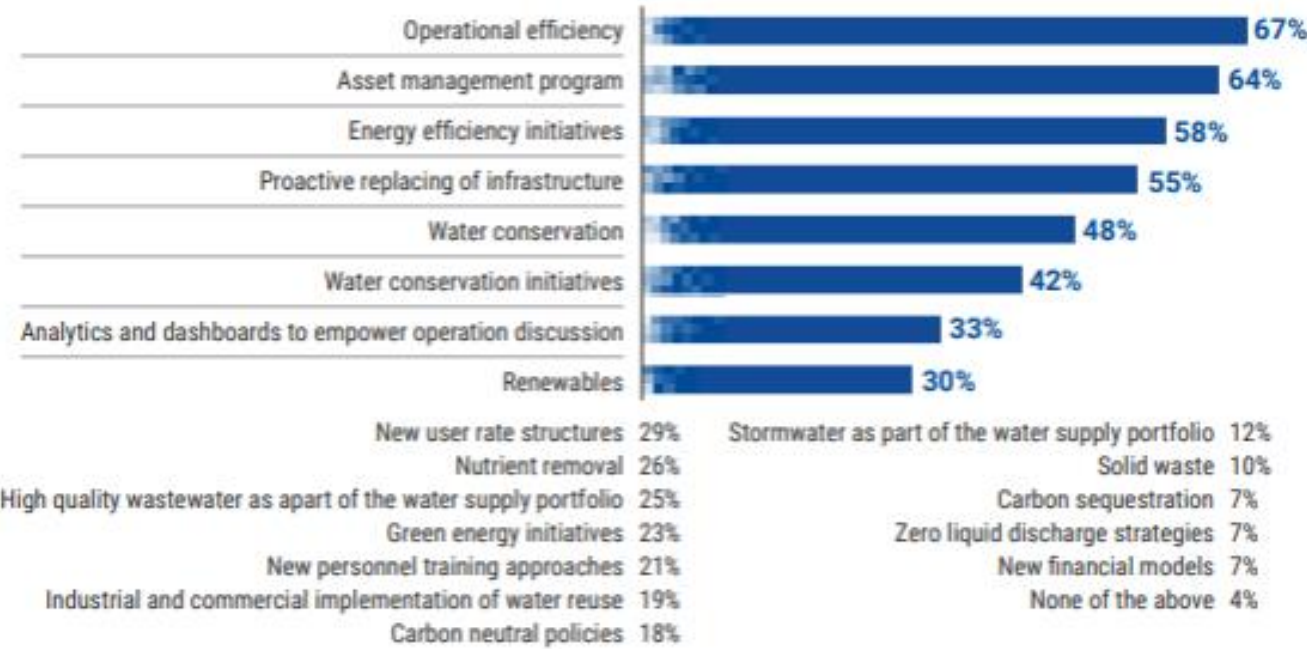 Operational efficiency 67%
Asset management program 64%
Energy efficiency initiatives 58%
Proactive replacing of infrastructure 55%
Water conservation 48%
Water conservation initiatives 42%
Analytics and dashboards to empower operation discussion 33%
Renewables 30%
New user rate structures 29%
Nutrient removal 26%
High quality wastewater as apart of the water supply portfolio 25%
Green energy initiatives 23%
New personnel training approaches 21%
Industrial and commercial implementation of water reuse 19%
Carbon neutral policies 18%
Stormwater as part of the water supply portfolio 12%
Solid waste 10%
Carbon sequestration 7%
Zero liquid discharge strategies 7%
New financial models 7%
None of the above 4%